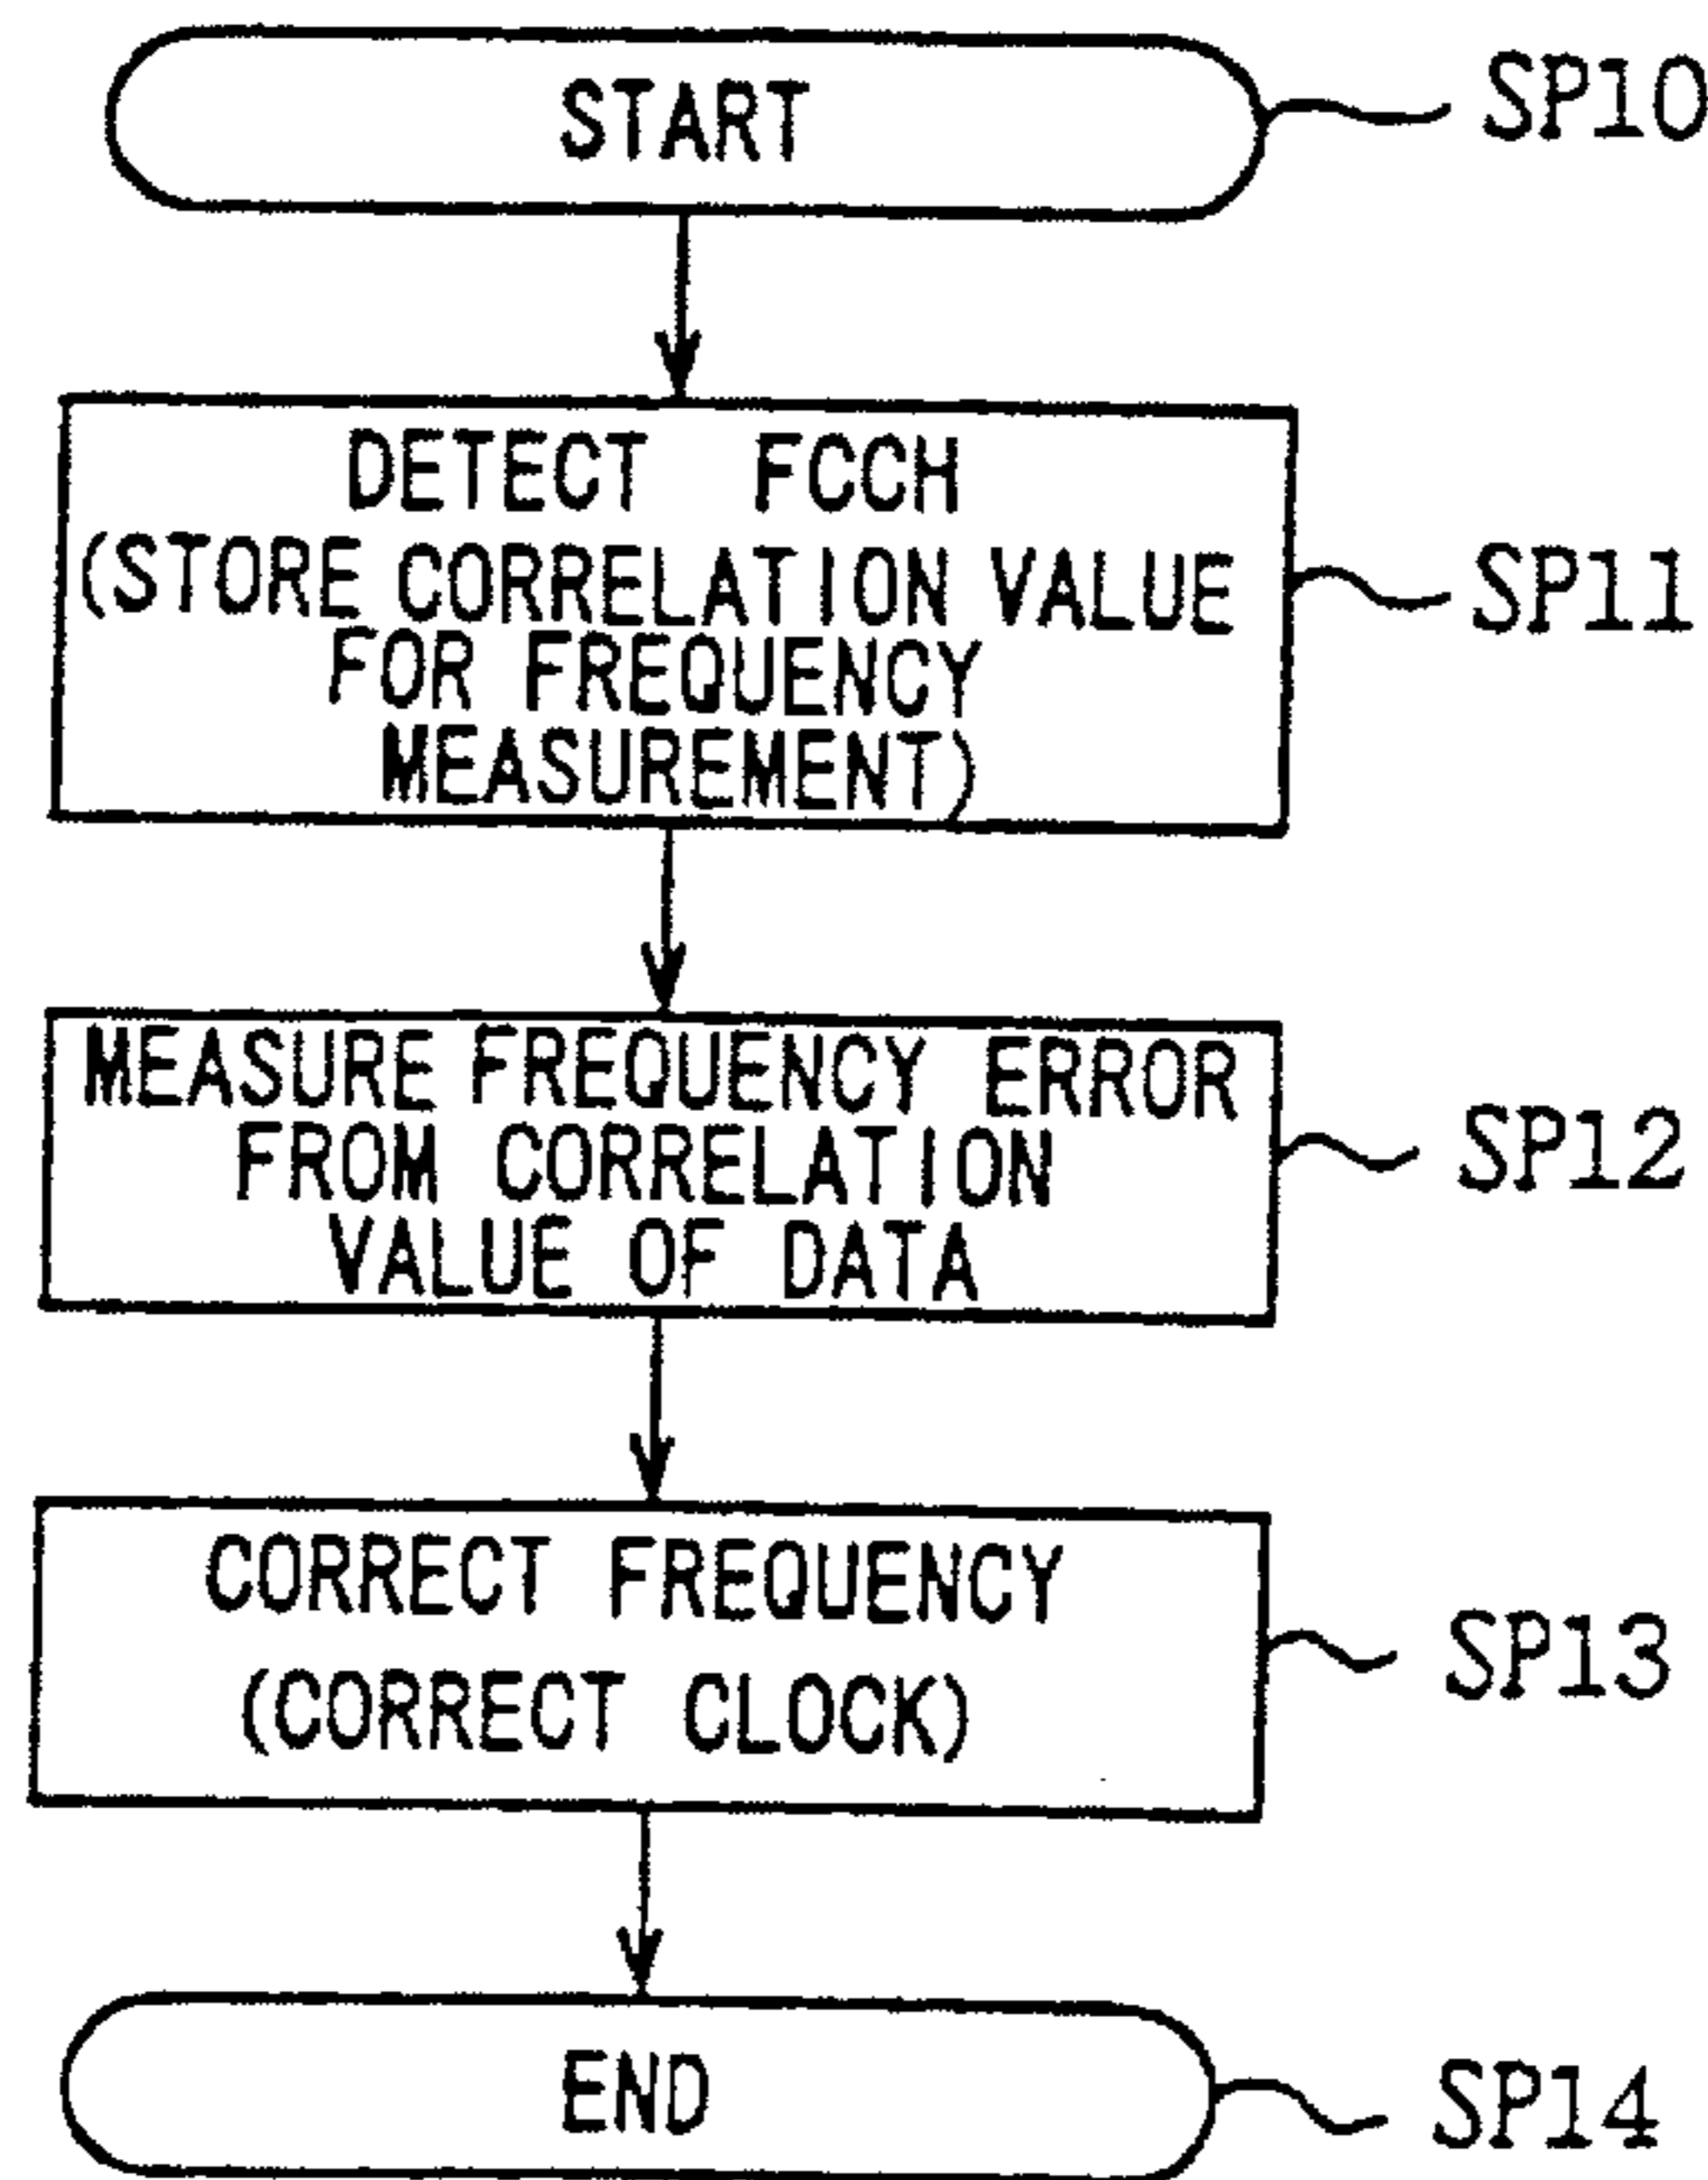 START
SP10
DETECT FCCH
(STORE CORRELATION VALUE
FOR FREQUENCY
MEASUREMENT)
SP11
MEASURE FREQUENCY ERROR
FROM CORRELATION
VALUE OF DATA
SP12
CORRECT FREQUENCY
(CORRECT CLOCK)
SP13
END
SP14